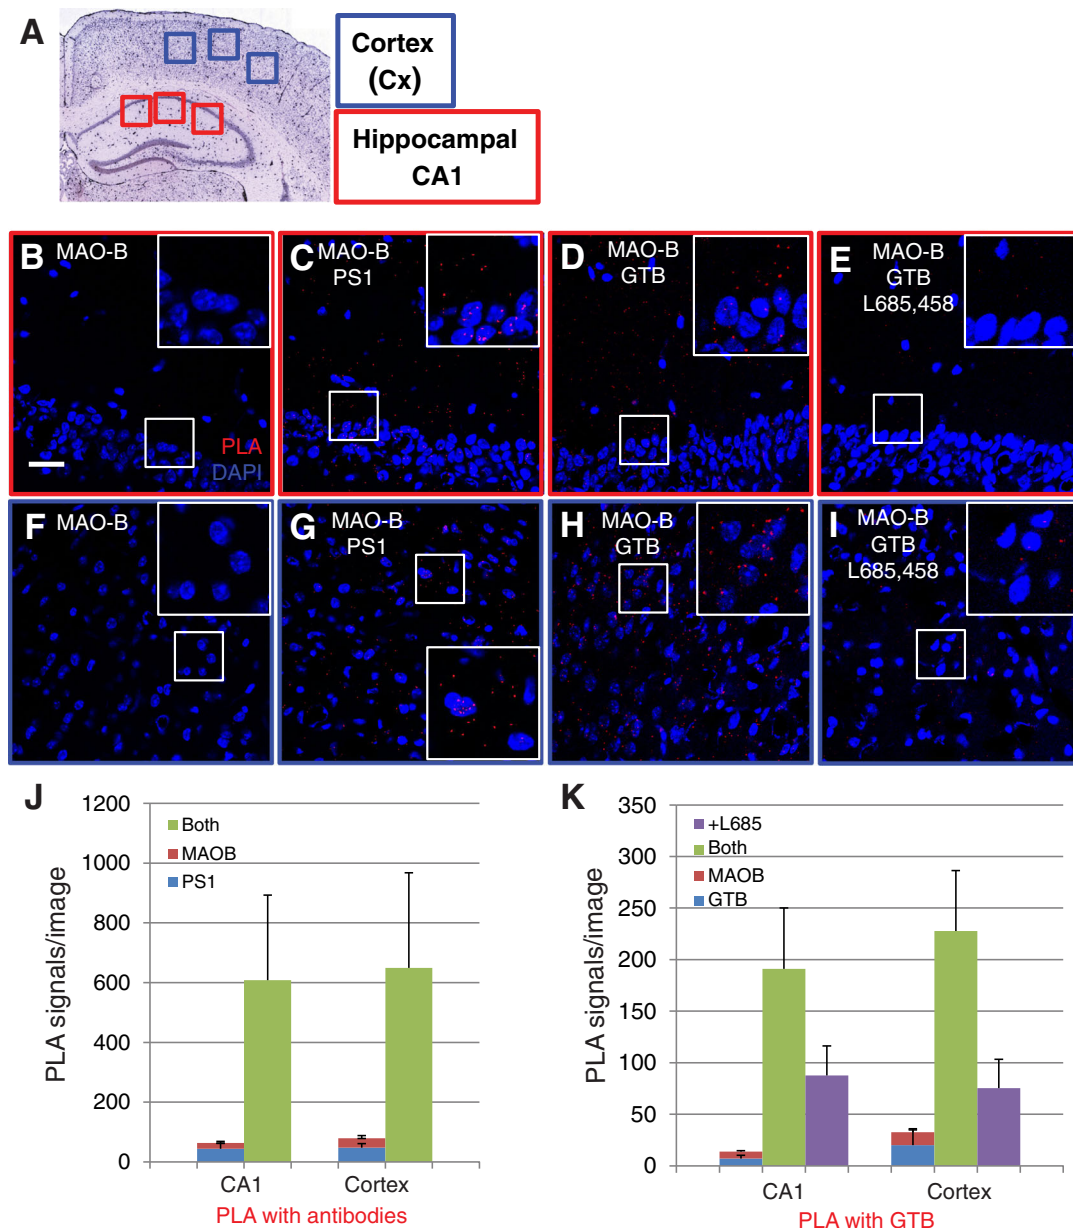 A
Cortex
(Cx)
Hippocampal
CA1
B
MAO-B
PLA
DAPI
C
MAO-B
PS1
D
MAO-B
GTB
E
MAO-B
GTB
L685,458
F
MAO-B
G
MAO-B
PS1
H
MAO-B
GTB
I
MAO-B
GTB
L685,458
J
PLA signals/image
1200
1000
800
600
400
200
0
Both
MAOB
PS1
CA1
Cortex
PLA with antibodies
K
PLA signals/image
350
300
250
200
150
100
50
0
+L685
Both
MAOB
GTB
CA1
Cortex
PLA with GTB